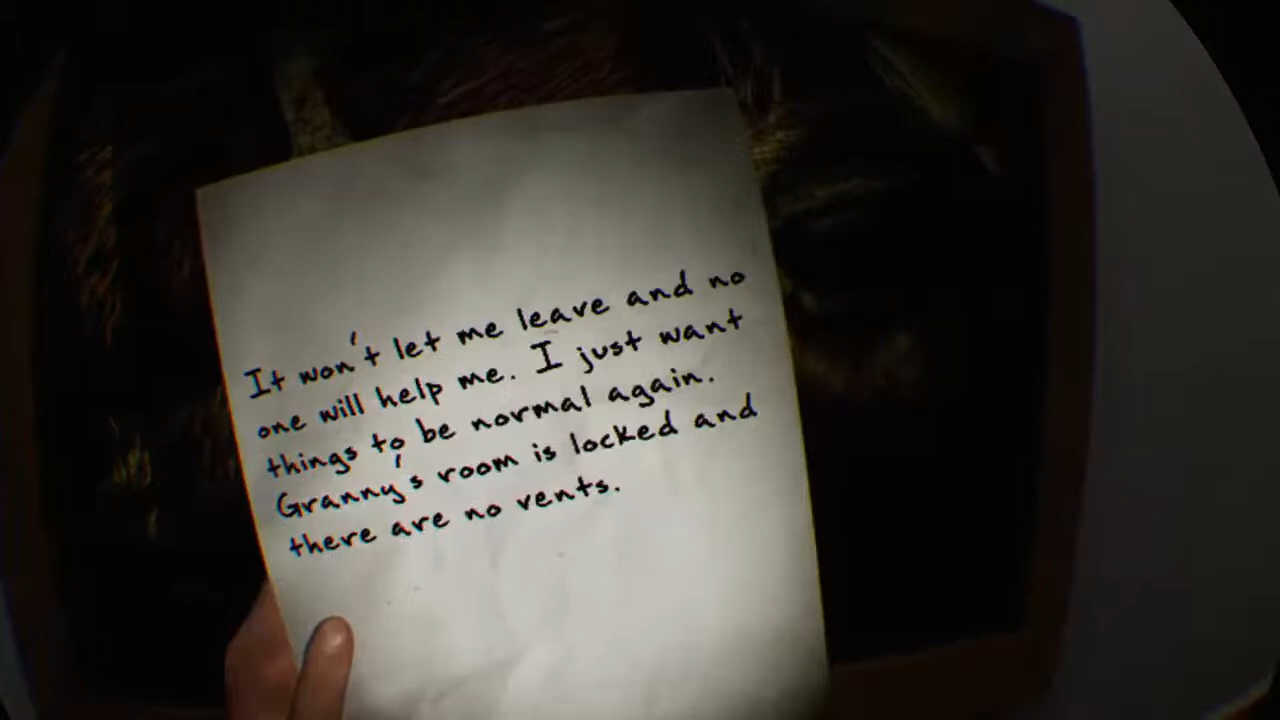 It won't let me leave and no
one will help me. I just want
things to be normal again.
Granny's room is locked and
there are no vents.